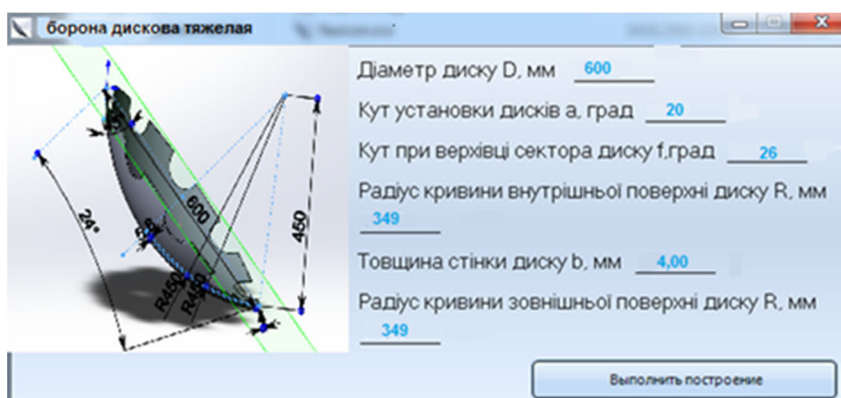 борона дискова тяжелая
Діаметр диску D, мм 600
Кут установки дисків a, град 20
Кут при верхівці сектора диску f,град 26
Радіус кривини внутрішньої поверхні диску R, мм
349
Товщина стінки диску b, мм 4,00
Радіус кривини зовнішньої поверхні диску R, мм
349
Выполнить построение
24°
600
450
R450
R450